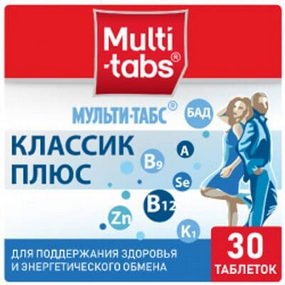 Multi
-tabs®
МУЛЬТИ-ТАБС®
БАД
КЛАССИК
ПЛЮС
B9
A
Se
B12
Zn
K1
ДЛЯ ПОДДЕРЖАНИЯ ЗДОРОВЬЯ
И ЭНЕРГЕТИЧЕСКОГО ОБМЕНА
30
ТАБЛЕТОК